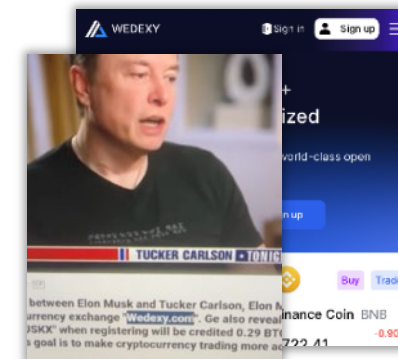 WEDEXY
Sign in
Sign up
+
ized
world-class open
n up
TUCKER CARLSON
TONIG
Buy
Trad
inance Coin BNB
-0.90
722.41
between Elon Musk and Tucker Carlson, Elon M
urrency exchange "Wedexy.com". Ge also reveal
USKX" when registering will be credited 0.29 BTC
s goal is to make cryptocurrency trading more ac